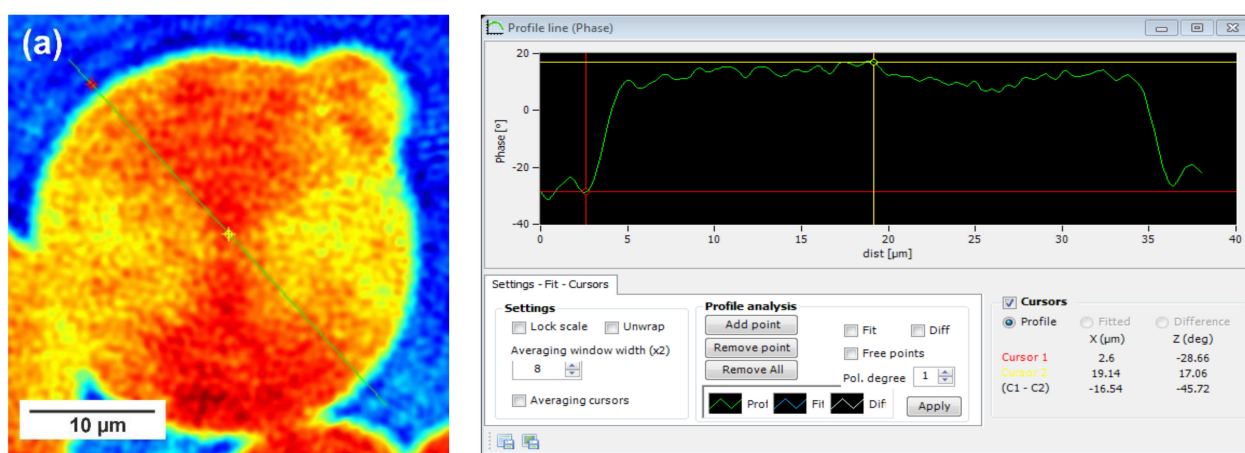 (a)
10 μm
Profile line (Phase)
20
0
-20
-40
Phase [º]
0 5 10 15 20 25 30 35 40
dist [μm]
Settings - Fit - Cursors
Settings
Lock scale Unwrap
Averaging window width (x2)
8
Averaging cursors
Profile analysis
Add point
Remove point
Remove All
Fit Diff
Free points
Pol. degree 1
Prof Fit Dif
Apply
Cursors
Profile Fitted Difference
X (μm) Z (deg)
Cursor 1 2.6 -28.66
Cursor 2 19.14 17.06
(C1 - C2) -16.54 -45.72